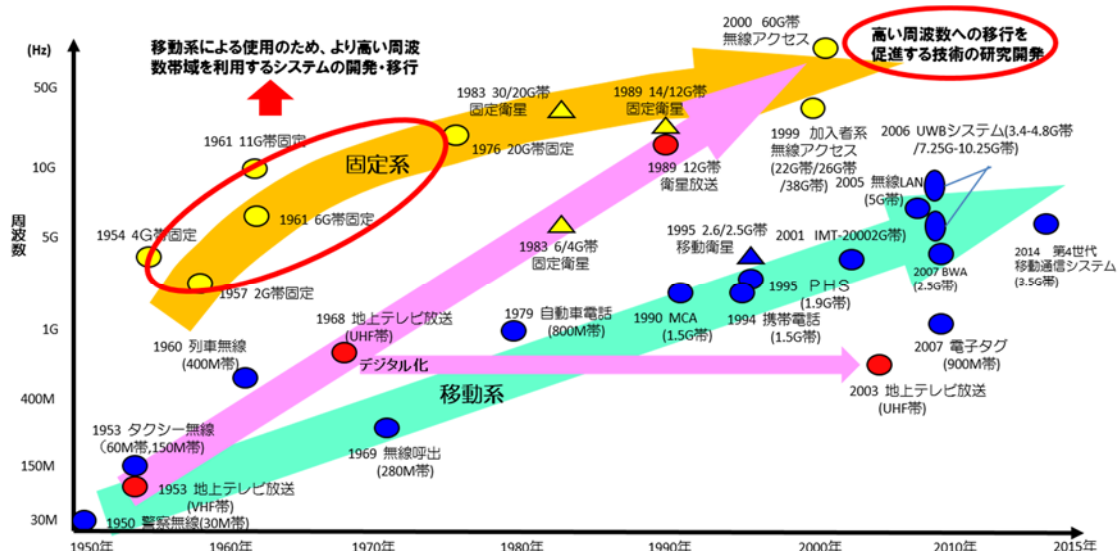 (Hz)
50G
10G
5G
1G
400M
150M
30M
周波数
移動系による使用のため、より高い周波
数帯域を利用するシステムの開発・移行
2000 60G帯
無線アクセス
高い周波数への移行を
促進する技術の研究開発
1983 30/20G帯
固定衛星
1989 14/12G帯
固定衛星
1961 11G帯固定
固定系
1976 20G帯固定
1989 12G帯
衛星放送
1999 加入者系
無線アクセス
(22G帯/26G帯
/38G帯)
2006 UWBシステム(3.4-4.8G帯
/7.25G-10.25G帯)
2005 無線LAN
(5G帯)
1954 4G帯固定
1961 6G帯固定
1983 6/4G帯
固定衛星
1995 2.6/2.5G帯
移動衛星
2001 IMT-20002G帯)
2007 BWA
(2.5G帯)
2014 第4世代
移動通信システム
(3.5G帯)
1957 2G帯固定
1968 地上テレビ放送
(UHF帯)
1979 自動車電話
(800M帯)
1990 MCA
(1.5G帯)
1995 PHS
(1.9G帯)
1994 携帯電話
(1.5G帯)
2007 電子タグ
(900M帯)
1960 列車無線
(400M帯)
デジタル化
移動系
2003 地上テレビ放送
(UHF帯)
1953 タクシー無線
(60M帯,150M帯)
1969 無線呼出
(280M帯)
1953 地上テレビ放送
(VHF帯)
1950 警察無線(30M帯)
1950年
1960年
1970年
1980年
1990年
2000年
2010年
2015年